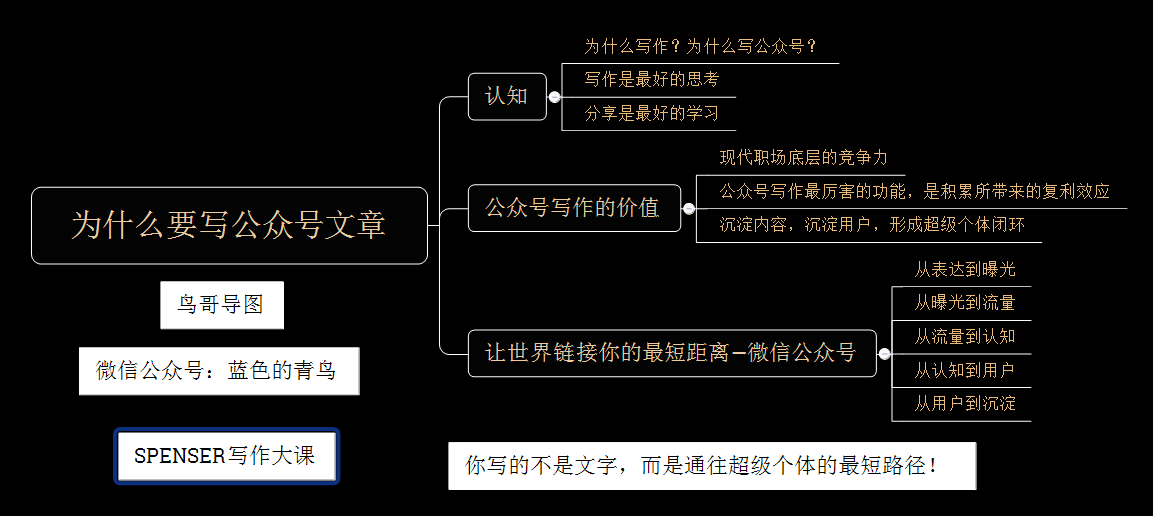 为什么要写公众号文章
认知
为什么写作？为什么写公众号？
写作是最好的思考
分享是最好的学习
公众号写作的价值
现代职场底层的竞争力
公众号写作最厉害的功能，是积累所带来的复利效应
沉淀内容，沉淀用户，形成超级个体闭环
让世界链接你的最短距离—微信公众号
从表达到曝光
从曝光到流量
从流量到认知
从认知到用户
从用户到沉淀
鸟哥导图
微信公众号：蓝色的青鸟
SPENSER写作大课
你写的不是文字，而是通往超级个体的最短路径！